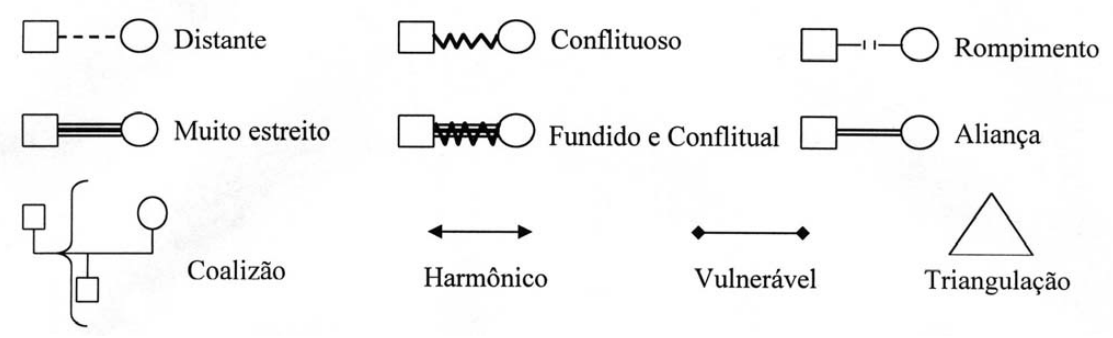 Distante
Conflituoso
Rompimento
Muito estreito
Fundido e Conflitual
Aliança
Coalizão
Harmônico
Vulnerável
Triangulação